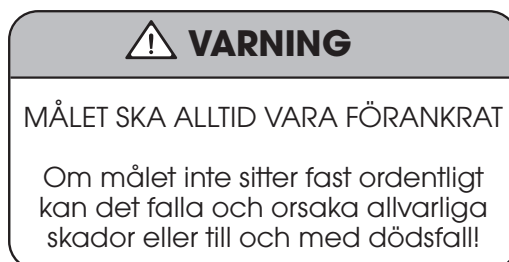 VARNING
MÅLET SKA ALLTID VARA FÖRANKRAT
Om målet inte sitter fast ordentligt
kan det falla och orsaka allvarliga
skador eller till och med dödsfall!